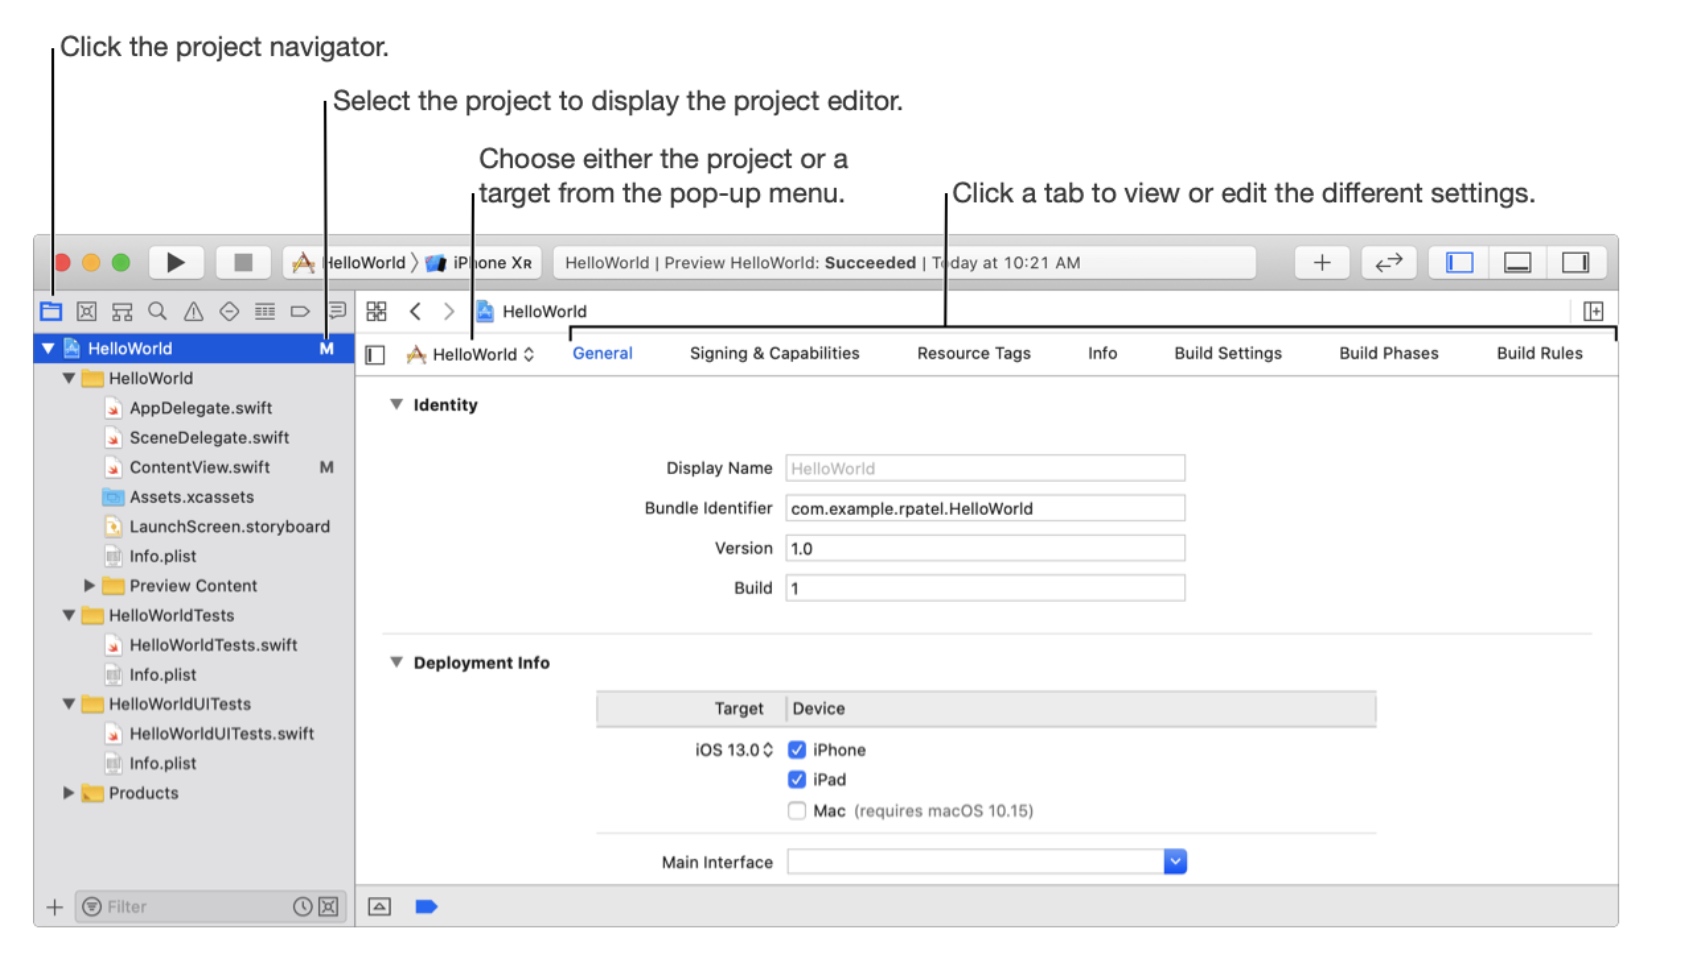 Click the project navigator.
Select the project to display the project editor.
Choose either the project or a
target from the pop-up menu.
Click a tab to view or edit the different settings.
HelloWorld 〉 iPhone XR
HelloWorld | Preview HelloWorld: Succeeded | Today at 10:21 AM
HelloWorld
HelloWorld M
HelloWorld
General
Signing & Capabilities
Resource Tags
Info
Build Settings
Build Phases
Build Rules
HelloWorld
AppDelegate.swift
SceneDelegate.swift
ContentView.swift M
Assets.xcassets
LaunchScreen.storyboard
Info.plist
Preview Content
HelloWorldTests
HelloWorldTests.swift
Info.plist
HelloWorldUITests
HelloWorldUITests.swift
Info.plist
Products
Filter
Identity
Display Name HelloWorld
Bundle Identifier com.example.rpatel.HelloWorld
Version 1.0
Build 1
Deployment Info
Target Device
iOS 13.0 iPhone
iPad
Mac (requires macOS 10.15)
Main Interface